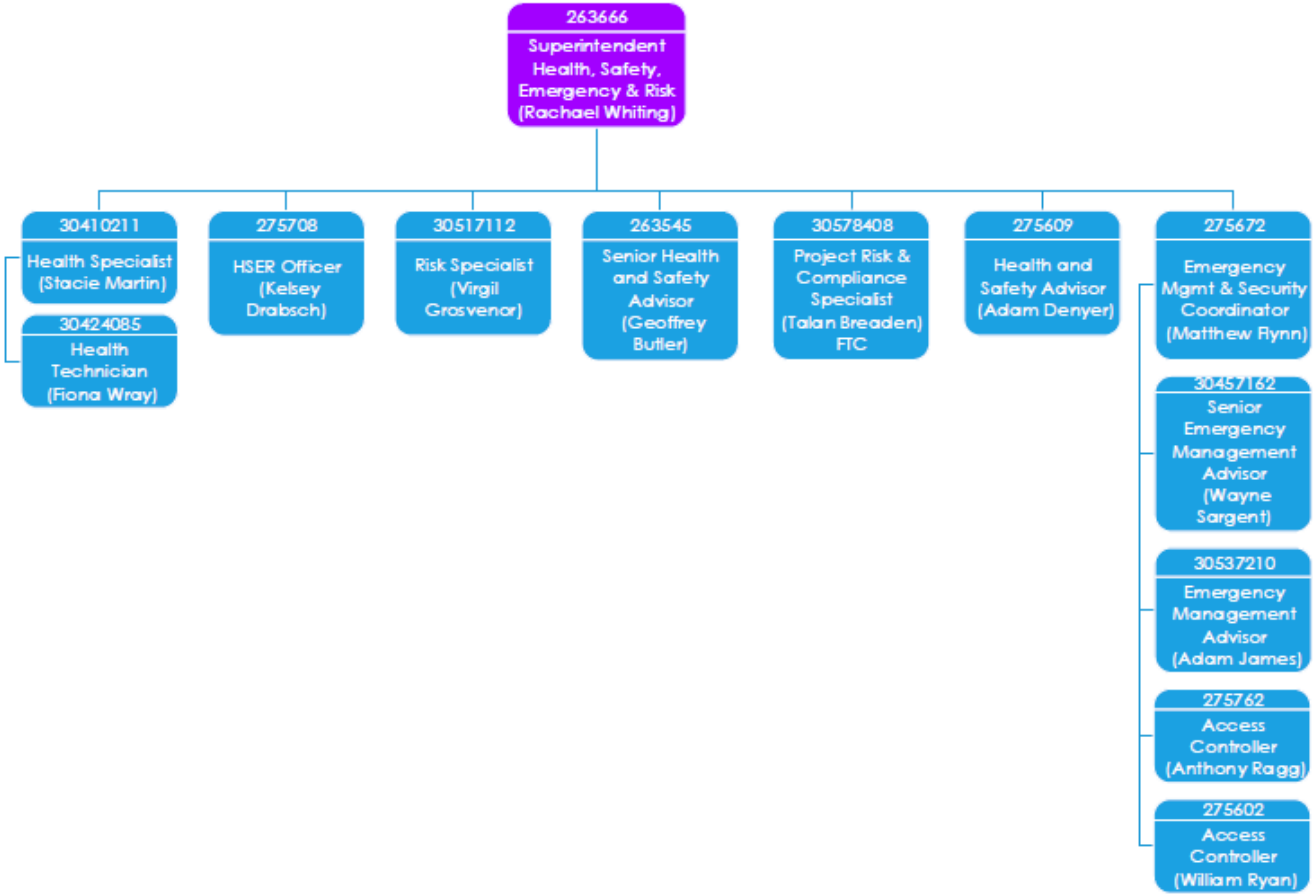 263666
Superintendent
Health, Safety,
Emergency & Risk
(Rachael Whiting)
30410211
Health Specialist
(Stacie Martin)
30424085
Health
Technician
(Fiona Wray)
275708
HSER Officer
(Kelsey
Drabsch)
30517112
Risk Specialist
(Virgil
Grosvenor)
263545
Senior Health
and Safety
Advisor
(Geoffrey
Butler)
30578408
Project Risk &
Compliance
Specialist
(Talan Breaden)
FTC
275609
Health and
Safety Advisor
(Adam Denyer)
275672
Emergency
Mgmt & Security
Coordinator
(Matthew Flynn)
30457162
Senior
Emergency
Management
Advisor
(Wayne
Sargent)
30537210
Emergency
Management
Advisor
(Adam James)
275762
Access
Controller
(Anthony Ragg)
275602
Access
Controller
(William Ryan)